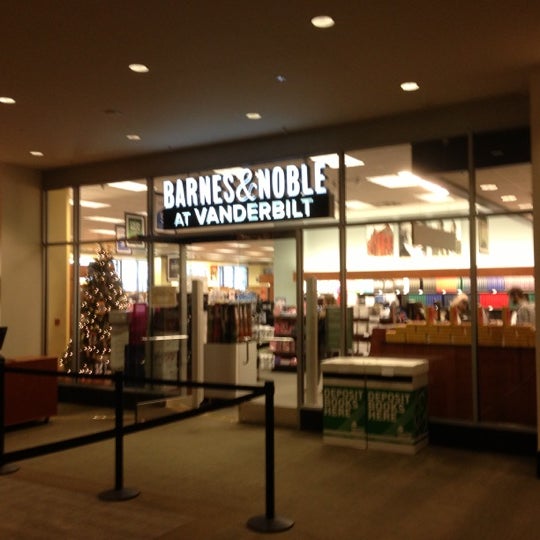 BARNES & NOBLE
AT VANDERBILT
DEPOSIT
BOOKS
HERE
DEPOSIT
BOOKS
HERE